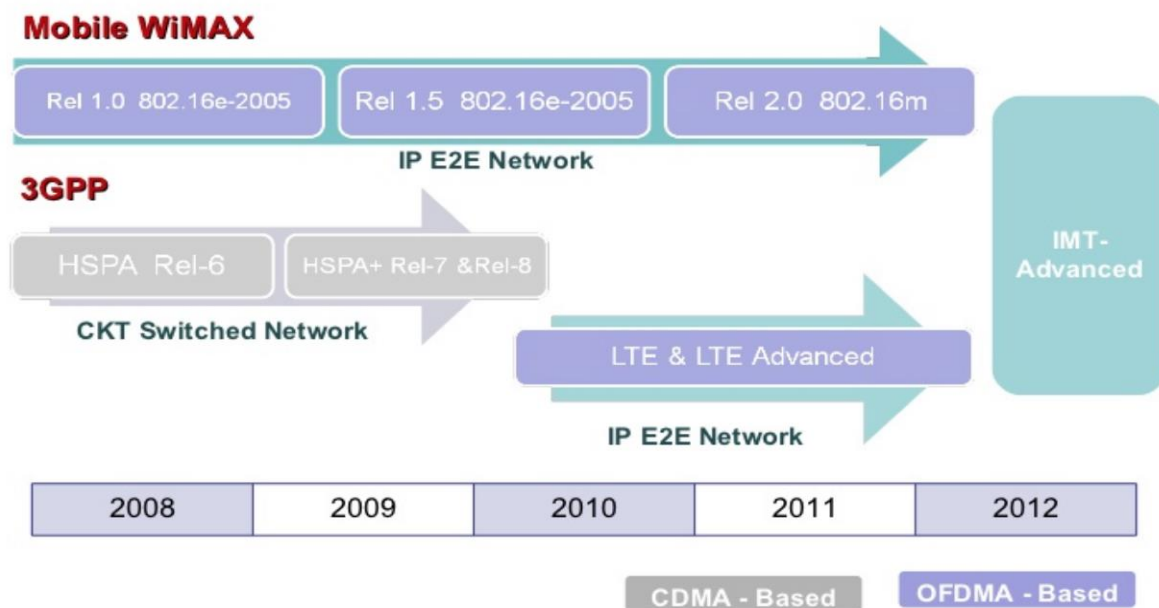 Mobile WiMAX
Rel 1.0 802.16e-2005
Rel 1.5 802.16e-2005
Rel 2.0 802.16m
IP E2E Network
3GPP
HSPA Rel-6
HSPA+ Rel-7 &Rel-8
CKT Switched Network
LTE & LTE Advanced
IP E2E Network
IMT-
Advanced
2008
2009
2010
2011
2012
CDMA - Based
OFDMA - Based